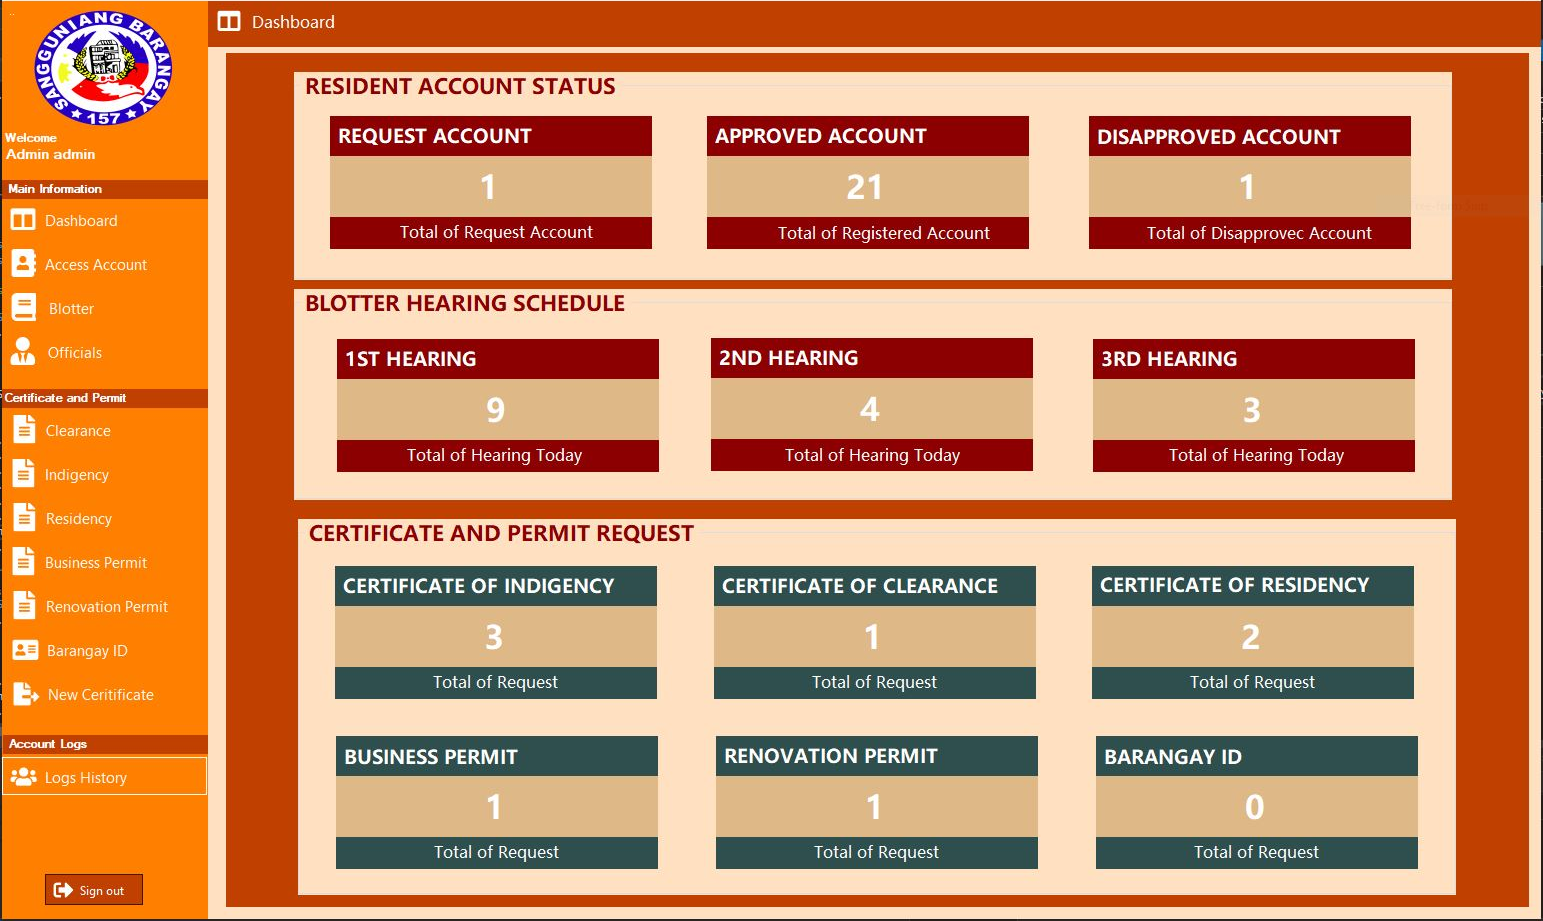 SANGGUNIANG BARANGAY
157
Welcome
Admin admin
Main Information
Dashboard
Access Account
Blotter
Officials
Certificate and Permit
Clearance
Indigency
Residency
Business Permit
Renovation Permit
Barangay ID
New Ceritificate
Account Logs
Logs History
Sign out
Dashboard
RESIDENT ACCOUNT STATUS
REQUEST ACCOUNT
1
Total of Request Account
APPROVED ACCOUNT
21
Total of Registered Account
DISAPPROVED ACCOUNT
1
Total of Disapprovec Account
BLOTTER HEARING SCHEDULE
1ST HEARING
9
Total of Hearing Today
2ND HEARING
4
Total of Hearing Today
3RD HEARING
3
Total of Hearing Today
CERTIFICATE AND PERMIT REQUEST
CERTIFICATE OF INDIGENCY
3
Total of Request
CERTIFICATE OF CLEARANCE
1
Total of Request
CERTIFICATE OF RESIDENCY
2
Total of Request
BUSINESS PERMIT
1
Total of Request
RENOVATION PERMIT
1
Total of Request
BARANGAY ID
0
Total of Request